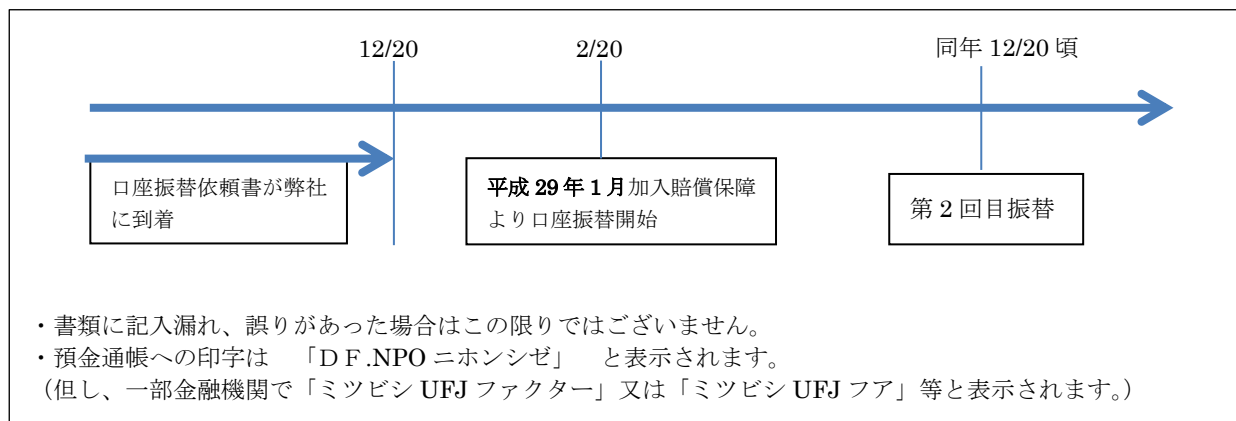 12/20
2/20
同年 12/20 頃
口座振替依頼書が弊社
に到着
平成 29 年 1 月加入賠償保障
より口座振替開始
第 2 回目振替
・書類に記入漏れ、誤りがあった場合はこの限りではございません。
・預金通帳への印字は 「ＤＦ.NPO ニホンシゼ」 と表示されます。
（但し、一部金融機関で「ミツビシ UFJ ファクター」又は「ミツビシ UFJ フア」等と表示されます。）